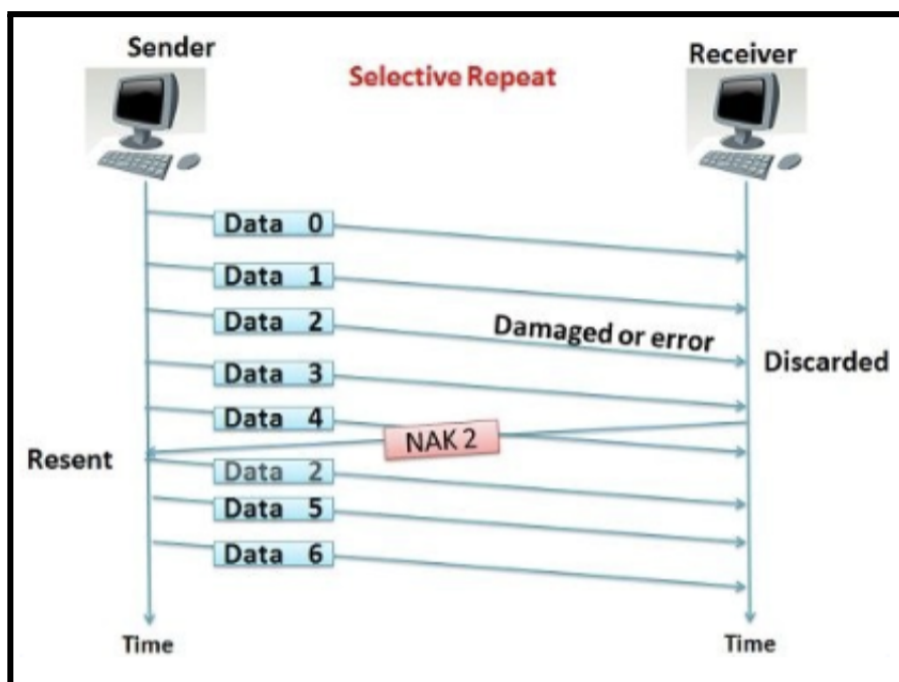 Sender
Receiver
Selective Repeat
Data 0
Data 1
Data 2
Damaged or error
Discarded
Data 3
Data 4
NAK 2
Resent
Data 2
Data 5
Data 6
Time
Time